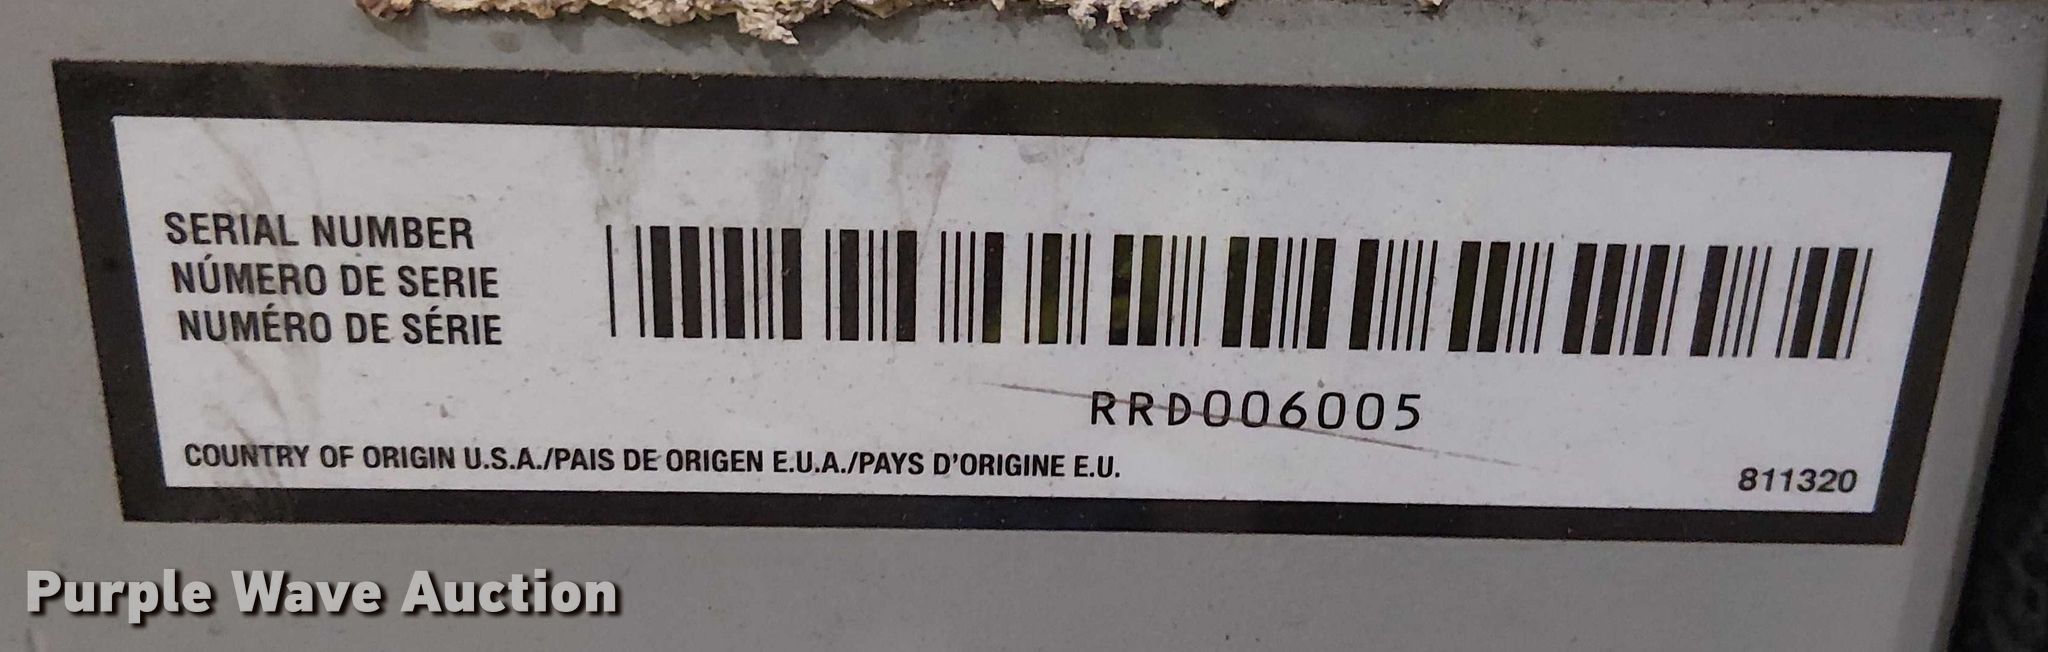 SERIAL NUMBER
NÚMERO DE SERIE
NUMÉRO DE SÉRIE
RRD006005
COUNTRY OF ORIGIN U.S.A./PAIS DE ORIGEN E.U.A./PAYS D'ORIGINE E.U.
811320
Purple Wave Auction